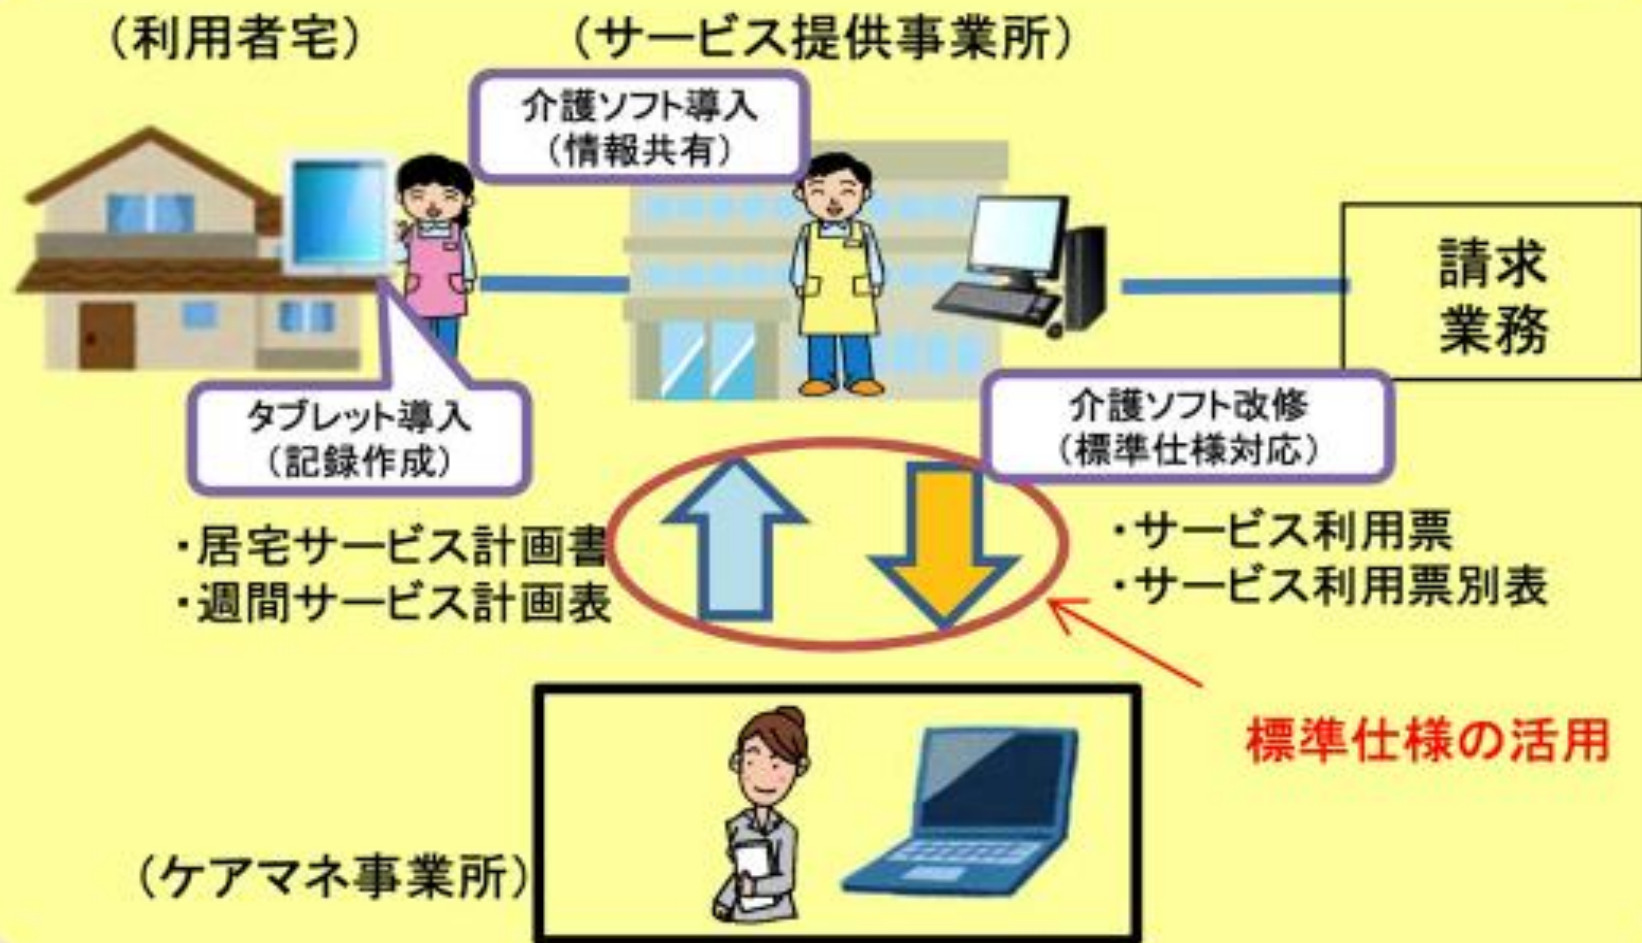 （利用者宅）
（サービス提供事業所）
介護ソフト導入
（情報共有）
請求
業務
タブレット導入
（記録作成）
介護ソフト改修
（標準仕様対応）
・居宅サービス計画書
・週間サービス計画表
・サービス利用票
・サービス利用票別表
標準仕様の活用
（ケアマネ事業所）